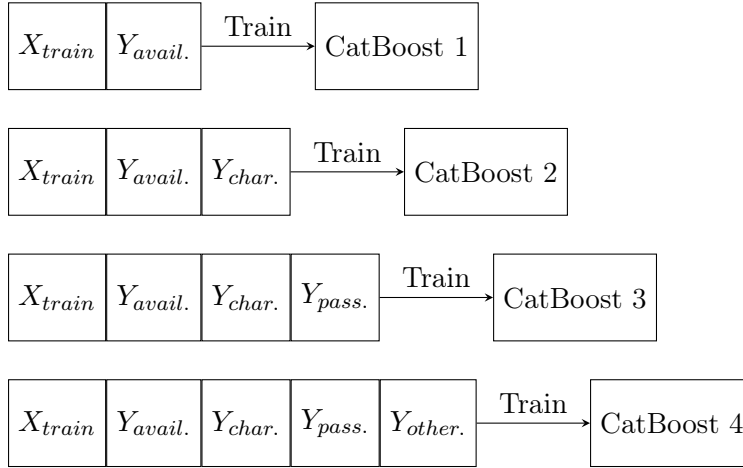 X_train Y_avail. Train CatBoost 1
X_train Y_avail. Y_char. Train CatBoost 2
X_train Y_avail. Y_char. Y_pass. Train CatBoost 3
X_train Y_avail. Y_char. Y_pass. Y_other. Train CatBoost 4